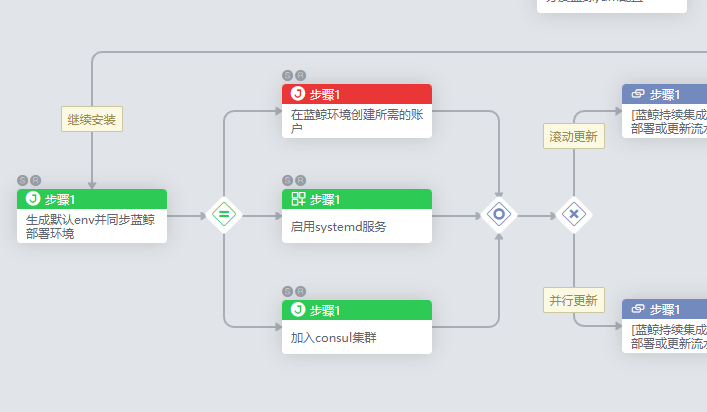 步骤1
在蓝鲸环境创建所需的账
户
步骤1
[蓝鲸持续集成
部署或更新流水
继续安装
滚动更新
步骤1
生成默认env并同步蓝鲸
部署环境
步骤1
启用systemd服务
并行更新
步骤1
加入consul集群
步骤1
[蓝鲸持续集成
部署或更新流水